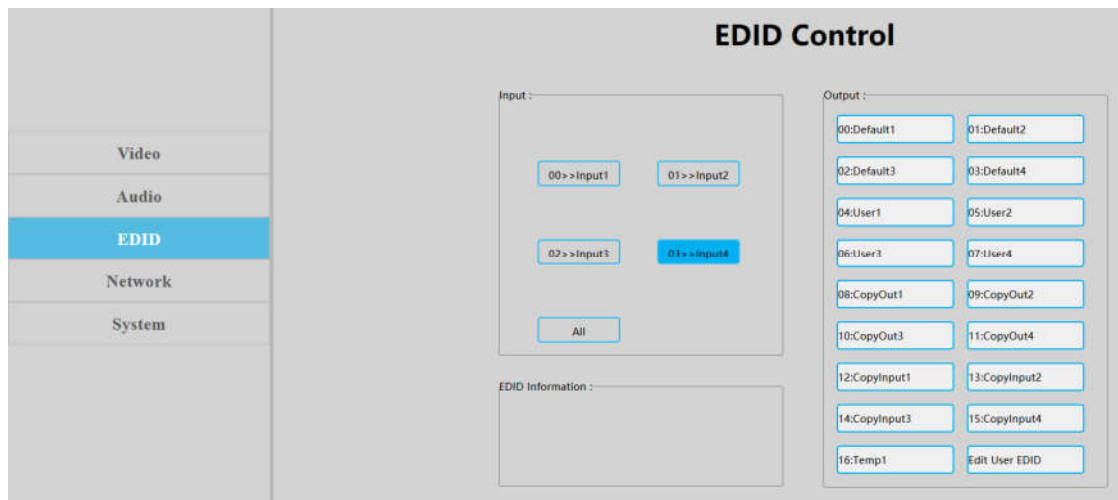 EDID Control
Video
Audio
EDID
Network
System
Input :
00>>Input1
01>>Input2
02>>Input3
03>>Input4
All
EDID Information :
Output :
00:Default1
01:Default2
02:Default3
03:Default4
04:User1
05:User2
06:User3
07:User4
08:CopyOut1
09:CopyOut2
10:CopyOut3
11:CopyOut4
12:CopyInput1
13:CopyInput2
14:CopyInput3
15:CopyInput4
16:Temp1
Edit User EDID